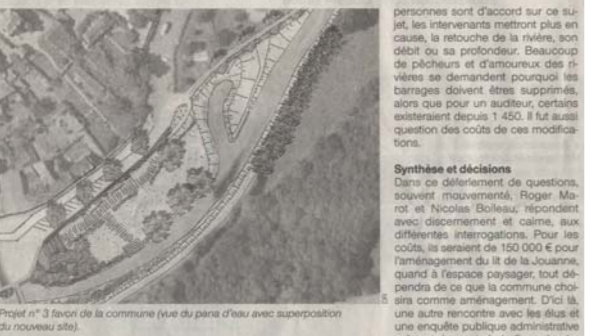 personnes sont d'accord sur ce su-
jet, les intervenants mettront plus en
cause, la retouche de la rivière, son
débit ou sa profondeur. Beaucoup
de pêcheurs et d'amoureux des ri-
vières se demandent pourquoi les
barrages doivent êtres supprimés,
alors que pour un auditeur, certains
existeraient depuis 1 450. Il fut aussi
question des coûts de ces modifica-
tions.
Synthèse et décisions
Dans ce déferlement de questions,
souvent mouvementé, Roger Ma-
rot et Nicolas Boileau, répondent
avec discernement et calme, aux
différentes interrogations. Pour les
coûts, ils seraient de 150 000 € pour
l'aménagement du lit de la Jouanne,
quand à l'espace paysager, tout dé-
pendra de ce que la commune choi-
sira comme aménagement. D'ici là,
une autre rencontre avec les élus et
une enquête publique administrative
Projet n° 3 favori de la commune (vue du pana d'eau avec superposition
du nouveau site).